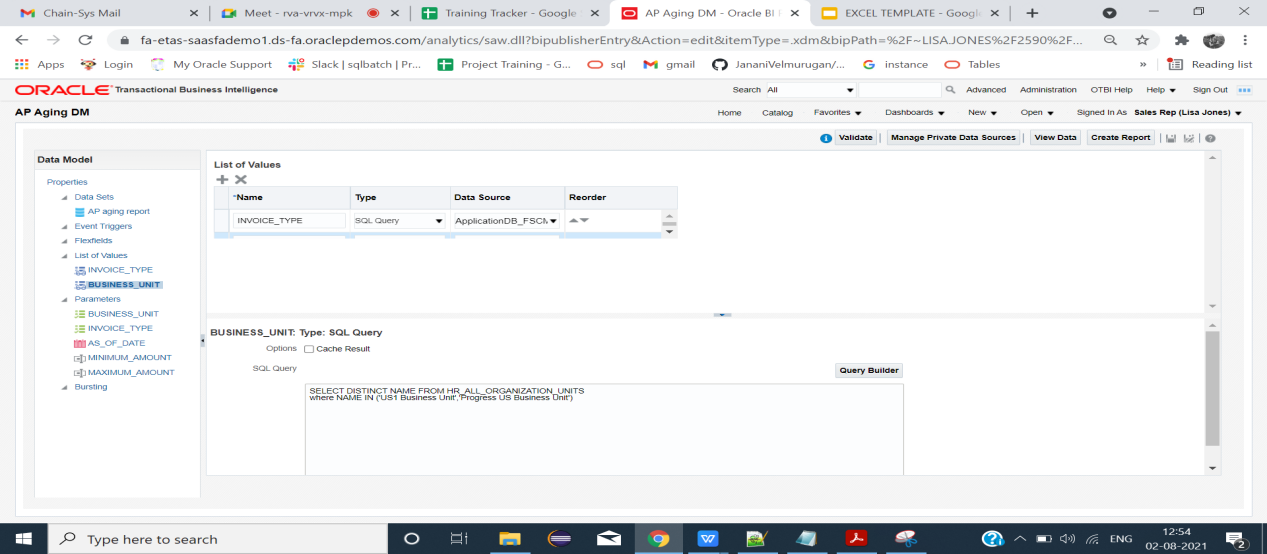 Chain-Sys Mail
Meet - rva-vrvx-mpk
Training Tracker - Google
AP Aging DM - Oracle BI
EXCEL TEMPLATE - Google
fa-etas-saasfademo1.ds-fa.oraclepdemos.com/analytics/saw.dll?bipublisherEntry&Action=edit&itemType=.xdm&bipPath=%2F~LISA.JONES%2F2590%2F...
Apps Login My Oracle Support Slack | sqlbatch | Pr... Project Training - G... sql gmail JananiVelmurugan/... instance Tables » Reading list
ORACLE Transactional Business Intelligence
Search All Advanced Administration OTBI Help Help Sign Out
AP Aging DM
Home Catalog Favorites Dashboards New Open Signed In As Sales Rep (Lisa Jones)
Validate | Manage Private Data Sources | View Data Create Report
Data Model
Properties
Data Sets
AP aging report
Event Triggers
Flexfields
List of Values
INVOICE_TYPE
BUSINESS_UNIT
Parameters
BUSINESS_UNIT
INVOICE_TYPE
AS_OF_DATE
MINIMUM_AMOUNT
MAXIMUM_AMOUNT
Bursting
List of Values
*Name Type Data Source Reorder
INVOICE_TYPE SQL Query ApplicationDB_FSCM
BUSINESS_UNIT: Type: SQL Query
Options Cache Result
SQL Query
Query Builder
SELECT DISTINCT NAME FROM HR_ALL_ORGANIZATION_UNITS
where NAME IN ('US1 Business Unit','Progress US Business Unit')
Type here to search
ENG
12:54
02-08-2021
2